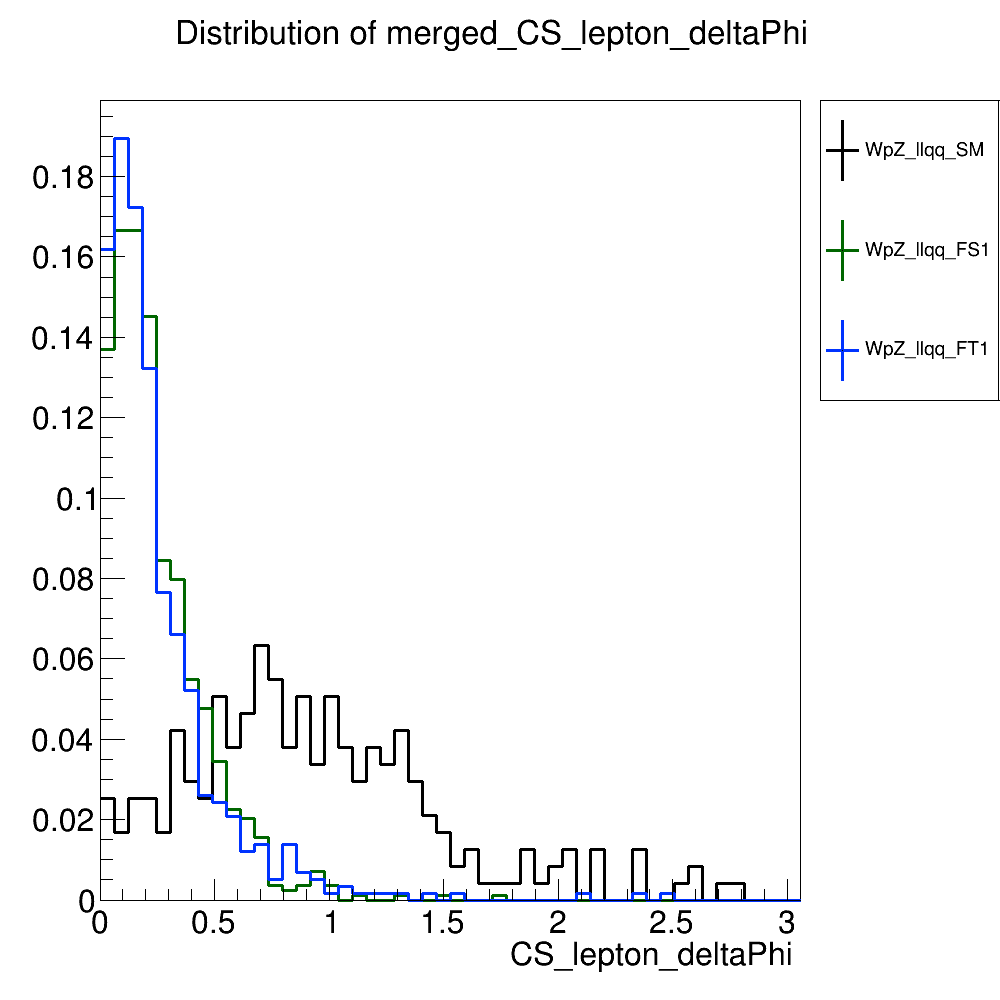 Distribution of merged_CS_lepton_deltaPhi
WpZ_llqq_SM
WpZ_llqq_FS1
WpZ_llqq_FT1
0.18
0.16
0.14
0.12
0.1
0.08
0.06
0.04
0.02
0
0 0.5 1 1.5 2 2.5 3
CS_lepton_deltaPhi